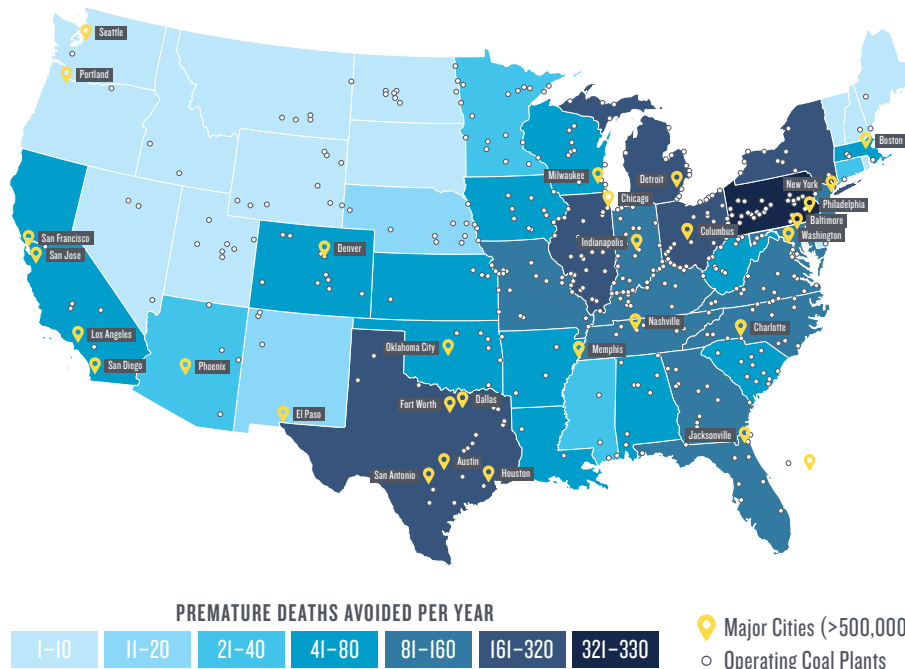 Seattle
Portland
Boston
Milwaukee
Detroit
New York
Chicago
Philadelphia
Baltimore
San Francisco
Columbus
Washington
Denver
Indianapolis
San Jose
Nashville
Charlotte
Los Angeles
Oklahoma City
Memphis
San Diego
Phoenix
Dallas
Fort Worth
El Paso
Jacksonville
Austin
San Antonio
Houston
PREMATURE DEATHS AVOIDED PER YEAR
1–10 11–20 21–40 41–80 81–160 161–320 321–330
Major Cities (>500,000
Operating Coal Plants